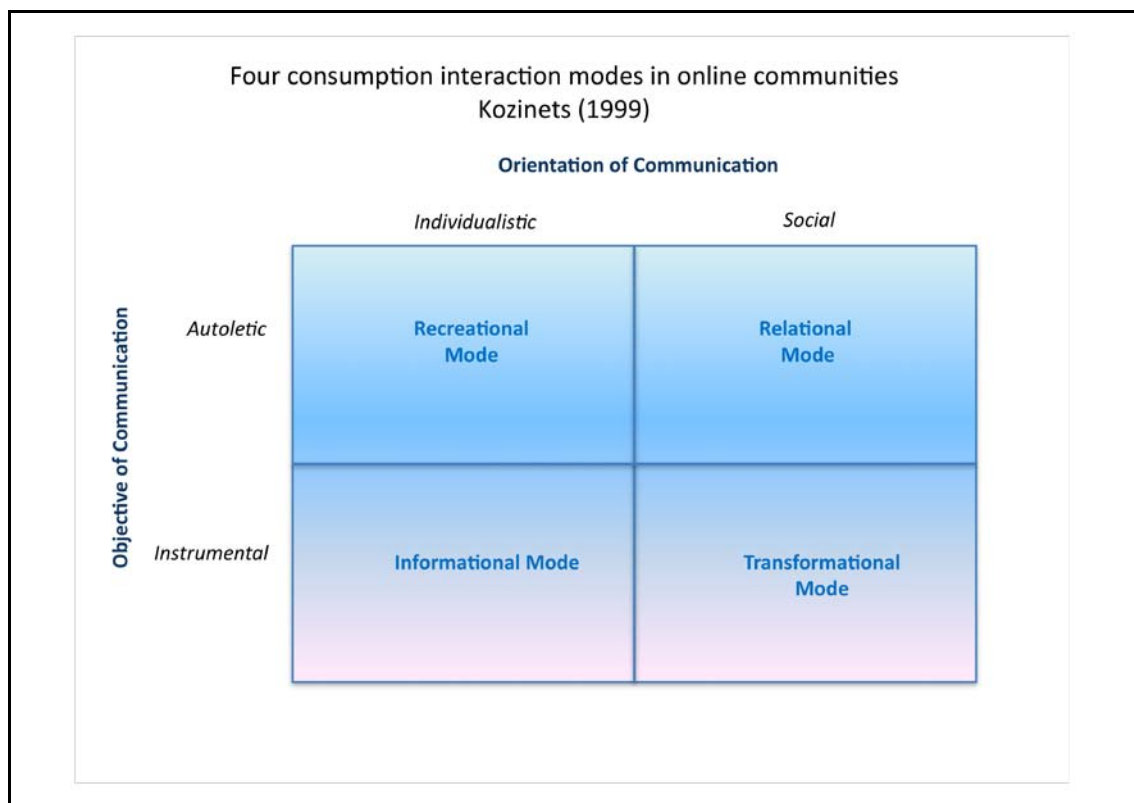 Four consumption interaction modes in online communities
Kozinets (1999)
Orientation of Communication
Individualistic
Social
Objective of Communication
Autoletic
Recreational
Mode
Relational
Mode
Instrumental
Informational Mode
Transformational
Mode